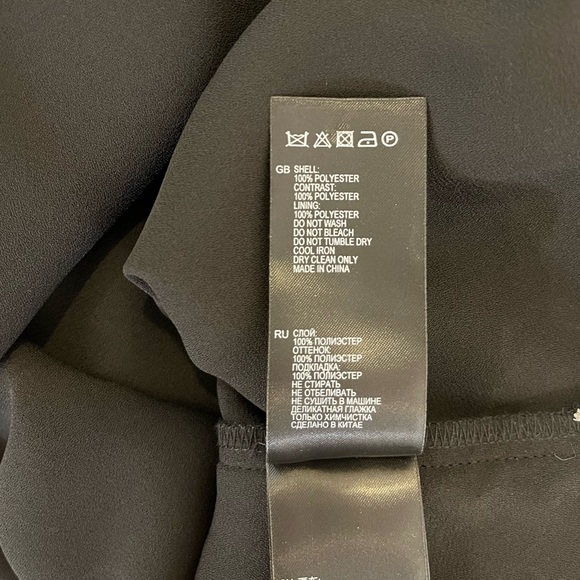 GB SHELL:
100% POLYESTER
CONTRAST:
100% POLYESTER
LINING:
100% POLYESTER
DO NOT WASH
DO NOT BLEACH
DO NOT TUMBLE DRY
COOL IRON
DRY CLEAN ONLY
MADE IN CHINA
RU СЛОЙ:
100% ПОЛИЭСТЕР
ОТТЕНОК:
100% ПОЛИЭСТЕР
ПОДКЛАДКА:
100% ПОЛИЭСТЕР
НЕ СТИРАТЬ
НЕ ОТБЕЛИВАТЬ
НЕ СУШИТЬ В МАШИНЕ
ДЕЛИКАТНАЯ ГЛАЖКА
ТОЛЬКО ХИМЧИСТКА
СДЕЛАНО В КИТАЕ